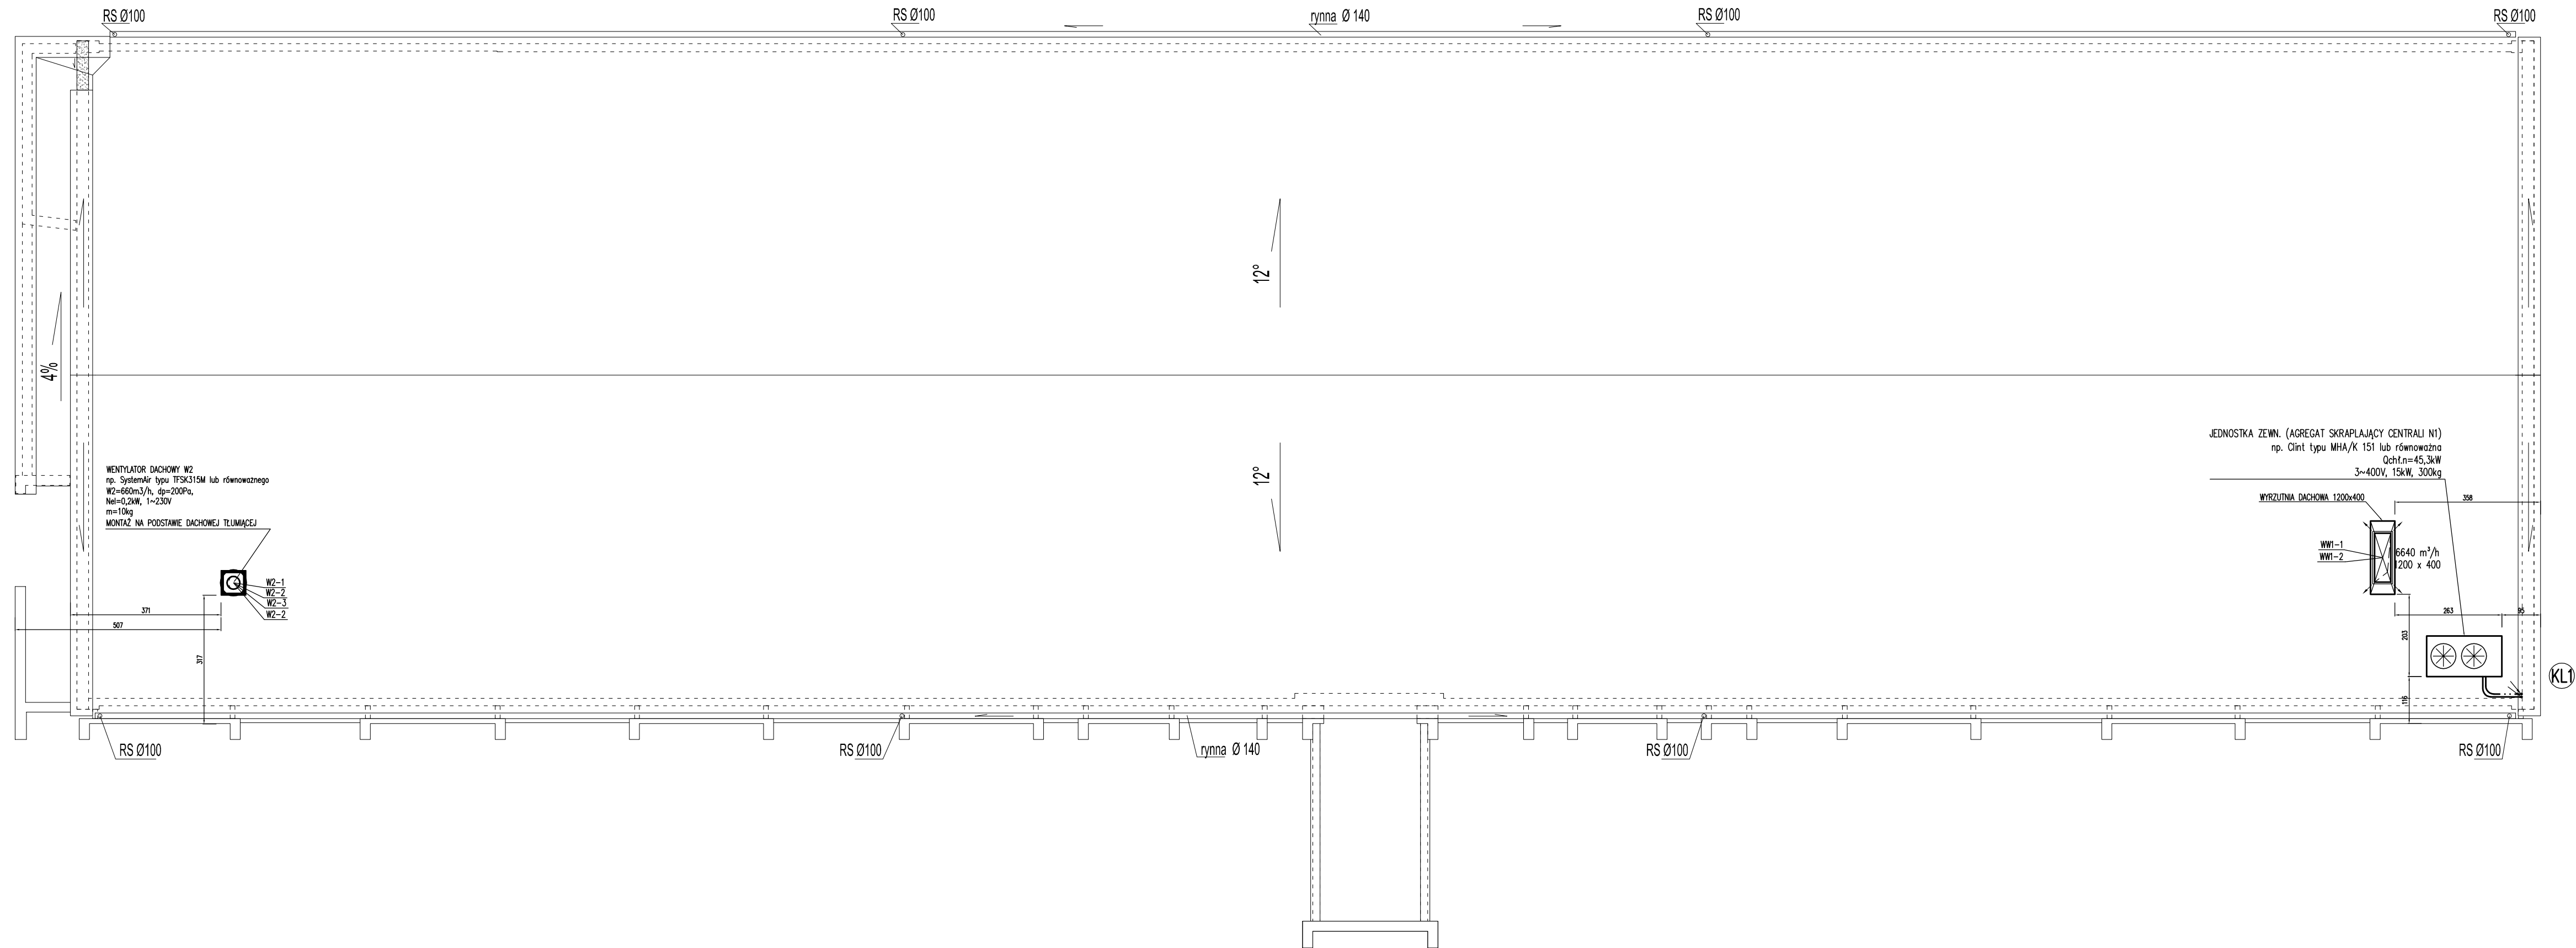 RS Ø100
RS Ø100
rynna Ø 140
RS Ø100
RS Ø100
12°
4%
12°
WENTYLATOR DACHOWY W2
np. SystemAir typu TFSK315M lub równoważnego
W2=660m3/h, dp=200Pa,
Nel=0,2kW, 1~230V
m=10kg
MONTAŻ NA PODSTAWIE DACHOWEJ TŁUMIĄCEJ
W2-1
W2-2
W2-3
W2-2
371
507
317
JEDNOSTKA ZEWN. (AGREGAT SKRAPLAJĄCY CENTRALI N1)
np. Clint typu MHA/K 151 lub równoważna
Qchł.n=45,3kW
3~400V, 15kW, 300kg
WYRZUTNIA DACHOWA 1200x400
358
WW1-1
WW1-2
6640 m³/h
1200 x 400
263
95
203
116
KL1
RS Ø100
RS Ø100
rynna Ø 140
RS Ø100
RS Ø100